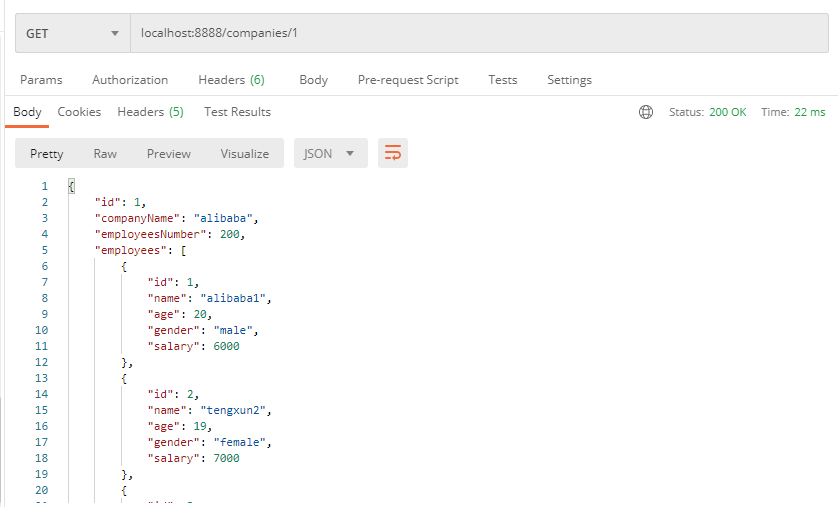 GET localhost:8888/companies/1
Params Authorization Headers (6) Body Pre-request Script Tests Settings
Body Cookies Headers (5) Test Results Status: 200 OK Time: 22 ms
Pretty Raw Preview Visualize JSON
1 {
2 "id": 1,
3 "companyName": "alibaba",
4 "employeesNumber": 200,
5 "employees": [
6 {
7 "id": 1,
8 "name": "alibaba1",
9 "age": 20,
10 "gender": "male",
11 "salary": 6000
12 },
13 {
14 "id": 2,
15 "name": "tengxun2",
16 "age": 19,
17 "gender": "female",
18 "salary": 7000
19 },
20 {